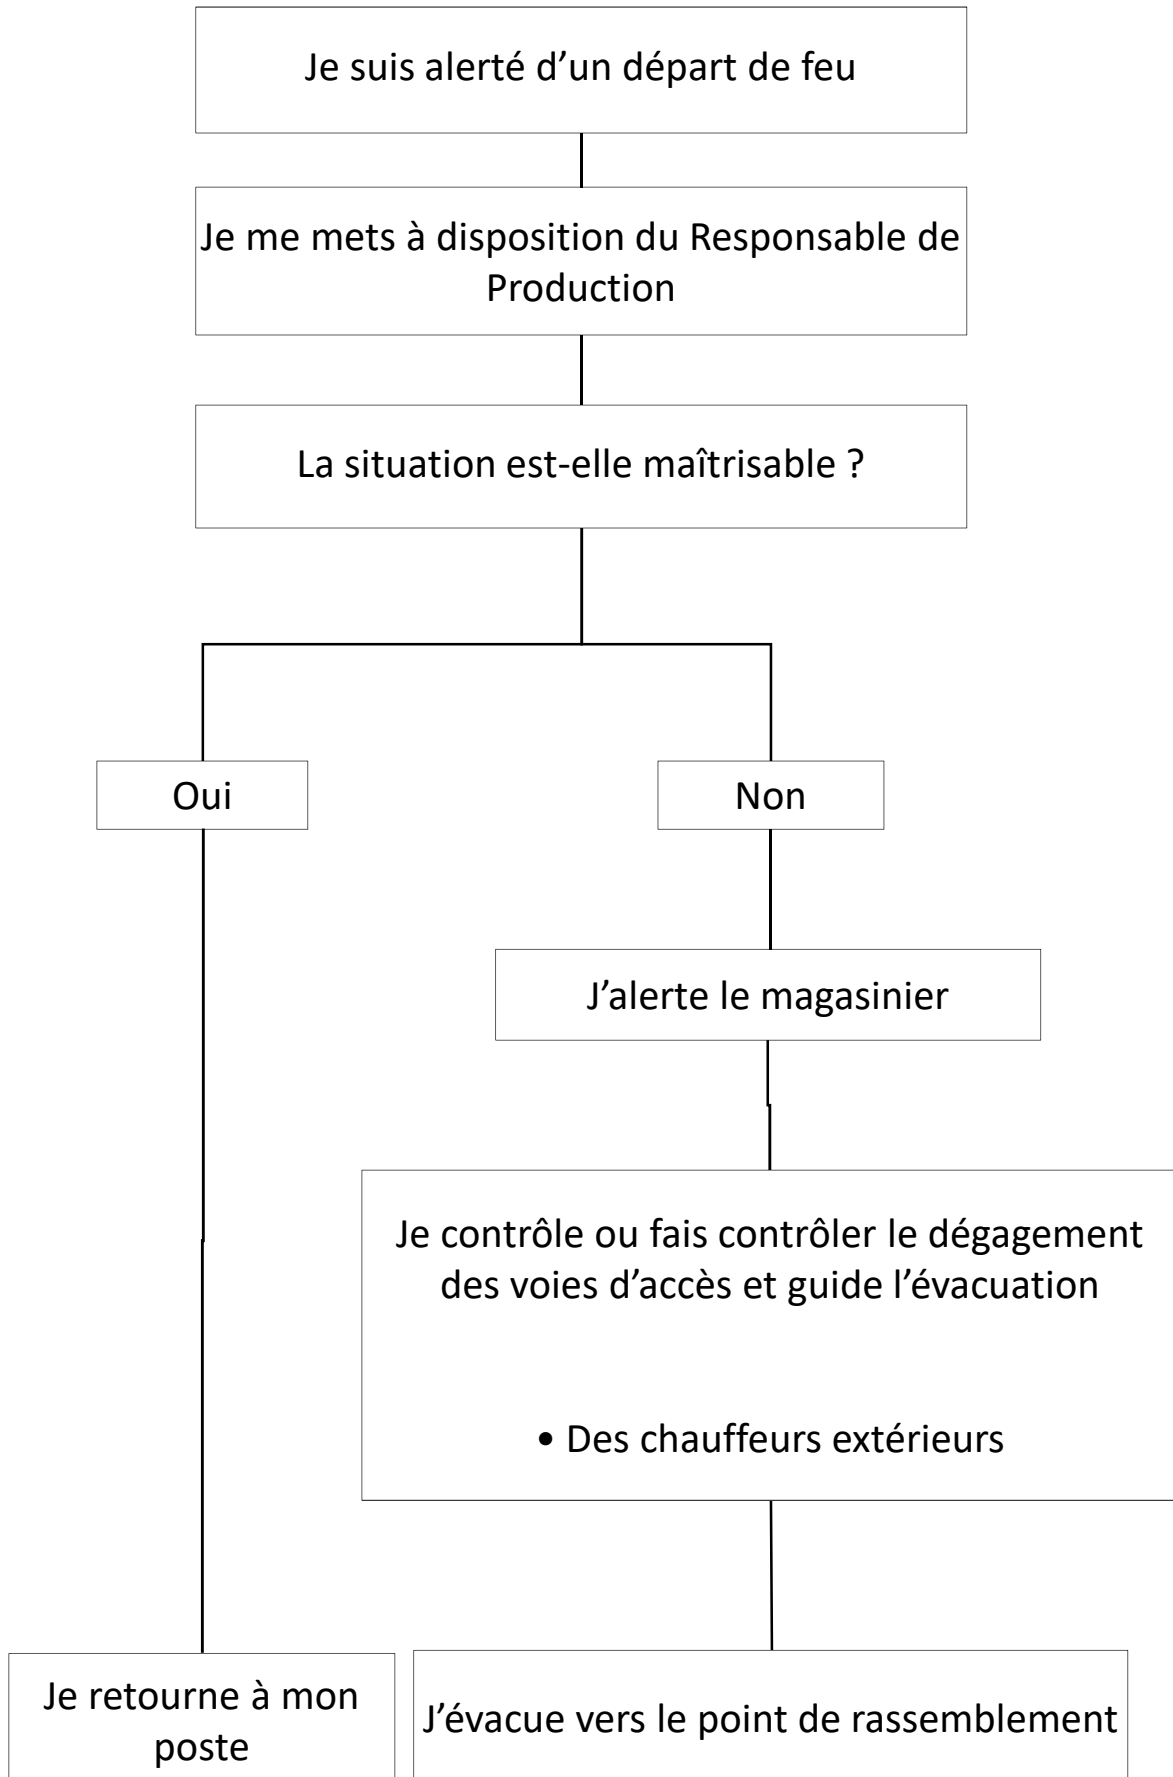 Je suis alerté d’un départ de feu
Je me mets à disposition du Responsable de
Production
La situation est-elle maîtrisable ?
Oui
Non
J’alerte le magasinier
Je contrôle ou fais contrôler le dégagement
des voies d’accès et guide l’évacuation
• Des chauffeurs extérieurs
Je retourne à mon
poste
J’évacue vers le point de rassemblement